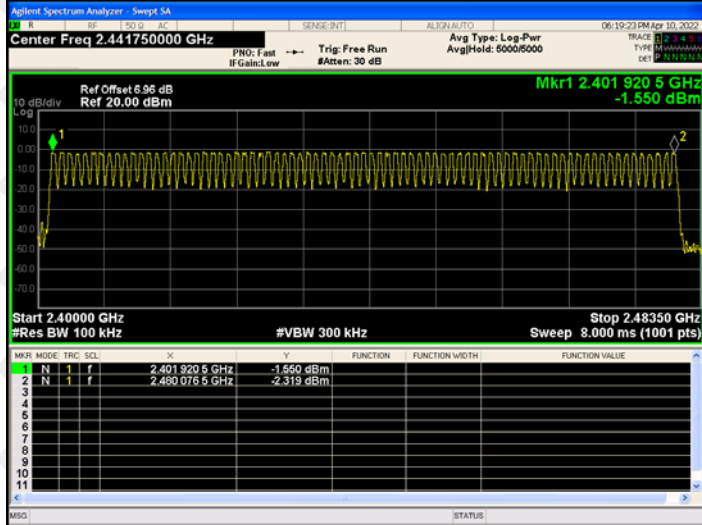 Agilent Spectrum Analyzer - Swept SA
R RF 50 Ω AC SENSE:INT ALIGNAUTO 06:19:23 PM Apr 10, 2022
Center Freq 2.441750000 GHz
PNO: Fast
IFGain:Low
Trig: Free Run
#Atten: 30 dB
Avg Type: Log-Pwr
Avg|Hold: 5000/5000
TRACE 1 2 3 4 5 6
TYPE M
DET P N N N N N
Mkr1 2.401 920 5 GHz
-1.550 dBm
Ref Offset 6.96 dB
10 dB/div Ref 20.00 dBm
Log
10.0
0.00
-10.0
-20.0
-30.0
-40.0
-50.0
-60.0
-70.0
1
2
Start 2.40000 GHz Stop 2.48350 GHz
#Res BW 100 kHz #VBW 300 kHz Sweep 8.000 ms (1001 pts)
MKR MODE TRC SCL X Y FUNCTION FUNCTION WIDTH FUNCTION VALUE
1 N 1 f 2.401 920 5 GHz -1.550 dBm
2 N 1 f 2.480 076 5 GHz -2.319 dBm
3
4
5
6
7
8
9
10
11
MSG STATUS